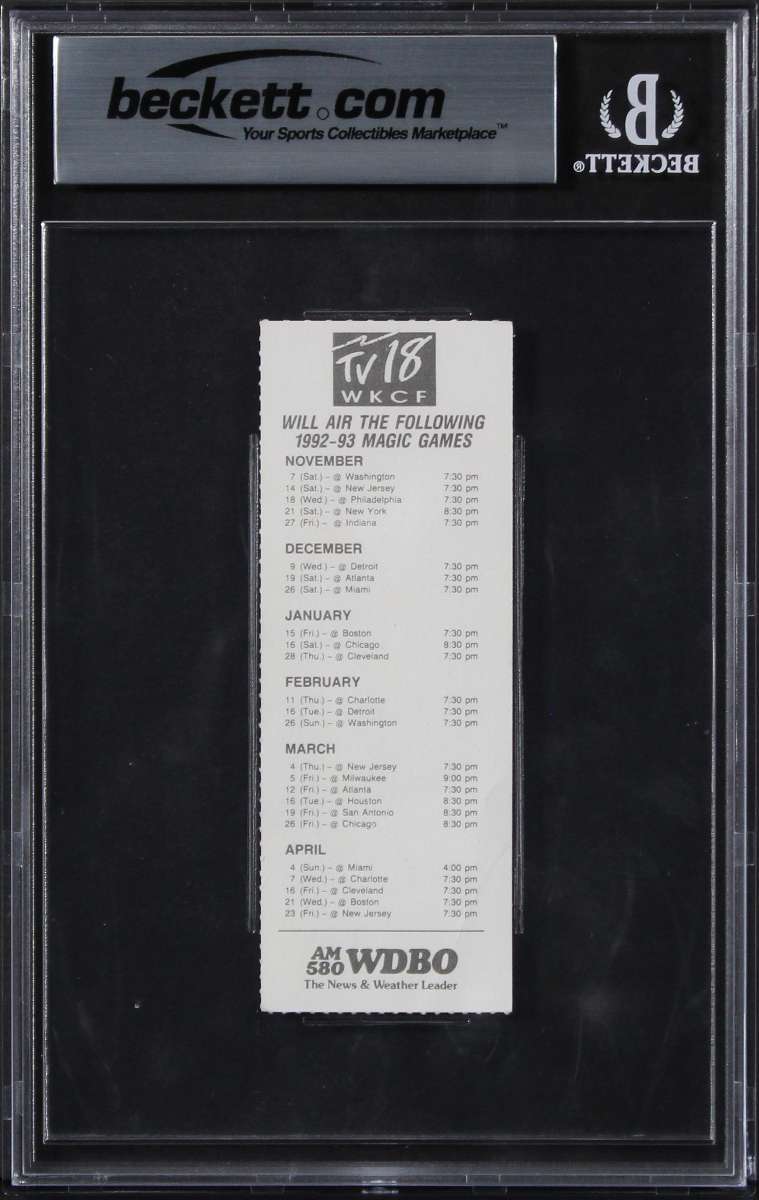 beckett.com
Your Sports Collectibles Marketplace™
B
BECKETT®
TV 18
WKCF
WILL AIR THE FOLLOWING
1992-93 MAGIC GAMES
NOVEMBER
7 (Sat.) - @ Washington 7:30 pm
14 (Sat.) - @ New Jersey 7:30 pm
18 (Wed.) - @ Philadelphia 7:30 pm
21 (Sat.) - @ New York 8:30 pm
27 (Fri.) - @ Indiana 7:30 pm
DECEMBER
9 (Wed.) - @ Detroit 7:30 pm
19 (Sat.) - @ Atlanta 7:30 pm
26 (Sat.) - @ Miami 7:30 pm
JANUARY
15 (Fri.) - @ Boston 7:30 pm
16 (Sat.) - @ Chicago 8:30 pm
28 (Thu.) - @ Cleveland 7:30 pm
FEBRUARY
11 (Thu.) - @ Charlotte 7:30 pm
16 (Tue.) - @ Detroit 7:30 pm
26 (Sun.) - @ Washington 7:30 pm
MARCH
4 (Thu.) - @ New Jersey 7:30 pm
5 (Fri.) - @ Milwaukee 9:00 pm
12 (Fri.) - @ Atlanta 7:30 pm
16 (Tue.) - @ Houston 8:30 pm
19 (Fri.) - @ San Antonio 8:30 pm
26 (Fri.) - @ Chicago 8:30 pm
APRIL
4 (Sun.) - @ Miami 4:00 pm
7 (Wed.) - @ Charlotte 7:30 pm
16 (Fri.) - @ Cleveland 7:30 pm
21 (Wed.) - @ Boston 7:30 pm
23 (Fri.) - @ New Jersey 7:30 pm
AM 580 WDBO
The News & Weather Leader